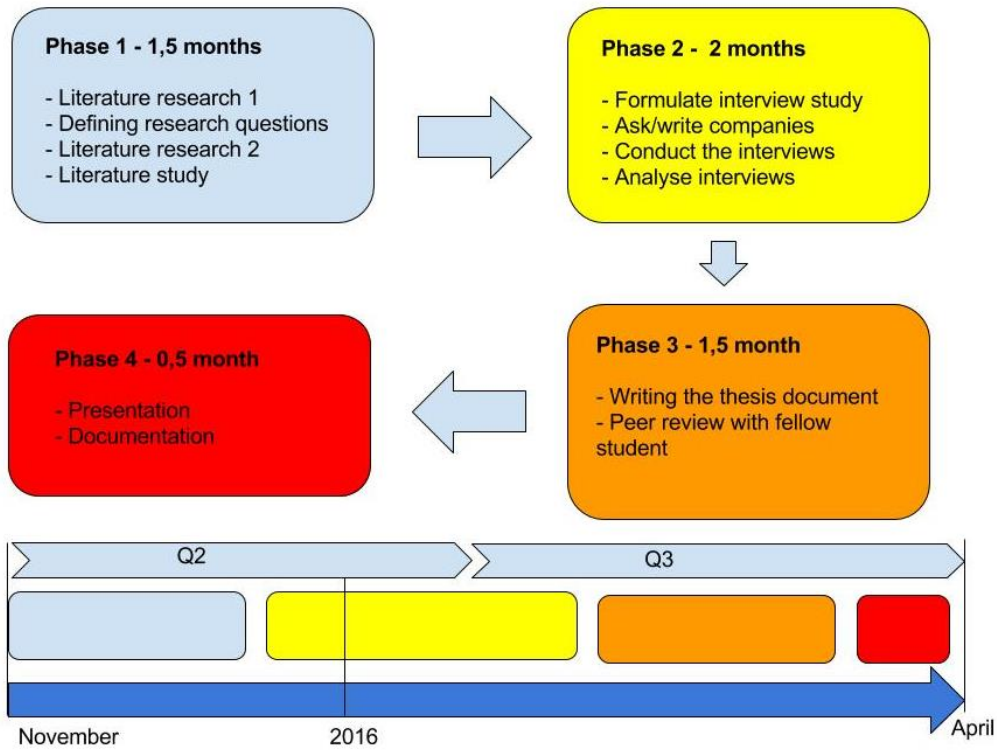 Phase 1 - 1,5 months
- Literature research 1
- Defining research questions
- Literature research 2
- Literature study
Phase 2 - 2 months
- Formulate interview study
- Ask/write companies
- Conduct the interviews
- Analyse interviews
Phase 3 - 1,5 month
- Writing the thesis document
- Peer review with fellow
student
Phase 4 - 0,5 month
- Presentation
- Documentation
Q2
Q3
November
2016
April